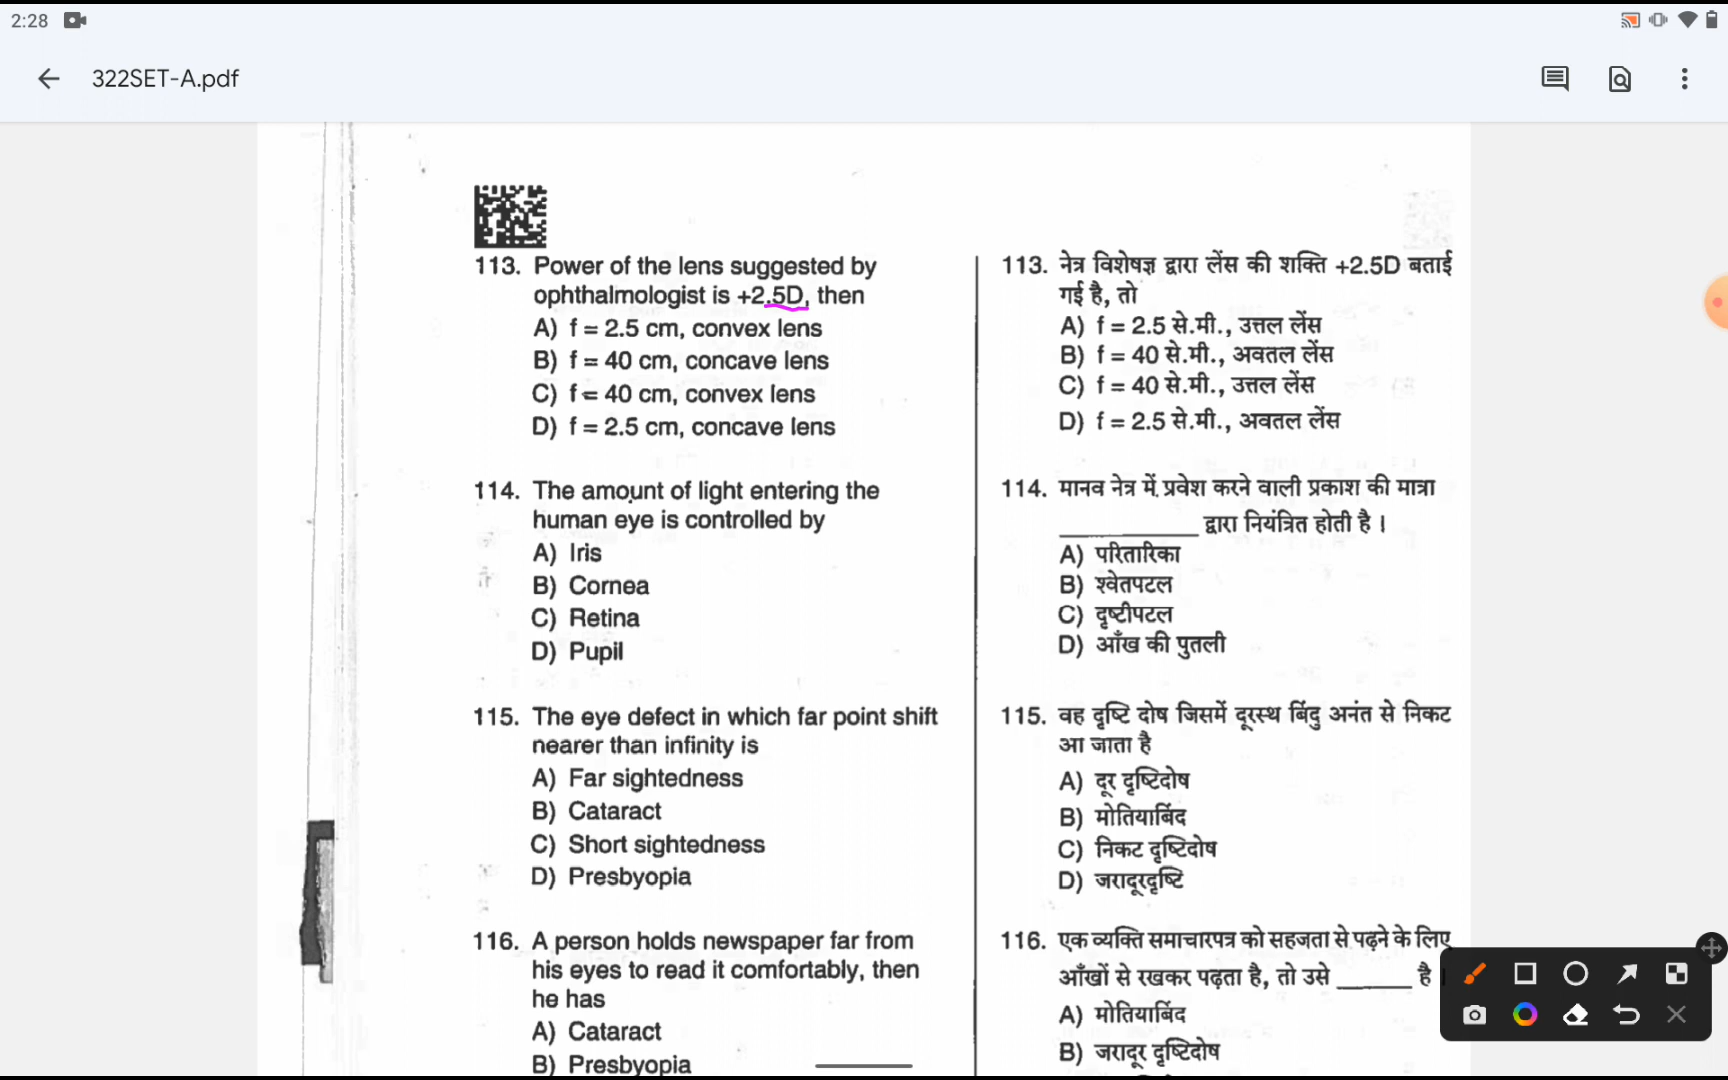 2:28
322SET-A.pdf
113. Power of the lens suggested by
ophthalmologist is +2.5D, then
A) f = 2.5 cm, convex lens
B) f = 40 cm, concave lens
C) f = 40 cm, convex lens
D) f = 2.5 cm, concave lens
114. The amount of light entering the
human eye is controlled by
A) Iris
B) Cornea
C) Retina
D) Pupil
115. The eye defect in which far point shift
nearer than infinity is
A) Far sightedness
B) Cataract
C) Short sightedness
D) Presbyopia
116. A person holds newspaper far from
his eyes to read it comfortably, then
he has
A) Cataract
B) Presbyopia
113. नेत्र विशेषज्ञ द्वारा लेंस की शक्ति +2.5D बताई
गई है, तो
A) f = 2.5 से.मी., उत्तल लेंस
B) f = 40 से.मी., अवतल लेंस
C) f = 40 से.मी., उत्तल लेंस
D) f = 2.5 से.मी., अवतल लेंस
114. मानव नेत्र में प्रवेश करने वाली प्रकाश की मात्रा
__________ द्वारा नियंत्रित होती है ।
A) परितारिका
B) श्वेतपटल
C) दृष्टीपटल
D) आँख की पुतली
115. वह दृष्टि दोष जिसमें दूरस्थ बिंदु अनंत से निकट
आ जाता है
A) दूर दृष्टिदोष
B) मोतियाबिंद
C) निकट दृष्टिदोष
D) जरादूरदृष्टि
116. एक व्यक्ति समाचारपत्र को सहजता से पढ़ने के लिए
आँखों से रखकर पढ़ता है, तो उसे ______ है
A) मोतियाबिंद
B) जरादूर दृष्टिदोष